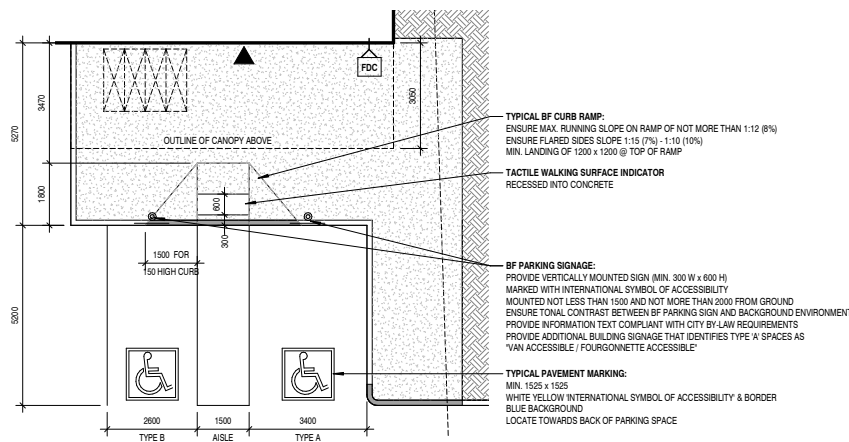 FDC
3470
5270
3050
OUTLINE OF CANOPY ABOVE
1800
600
300
1500 FOR
150 HIGH CURB
5200
2600
1500
3400
TYPE B
AISLE
TYPE A
TYPICAL BF CURB RAMP:
ENSURE MAX. RUNNING SLOPE ON RAMP OF NOT MORE THAN 1:12 (8%)
ENSURE FLARED SIDES SLOPE 1:15 (7%) - 1:10 (10%)
MIN. LANDING OF 1200 x 1200 @ TOP OF RAMP
TACTILE WALKING SURFACE INDICATOR
RECESSED INTO CONCRETE
BF PARKING SIGNAGE:
PROVIDE VERTICALLY MOUNTED SIGN (MIN. 300 W x 600 H)
MARKED WITH INTERNATIONAL SYMBOL OF ACCESSIBILITY
MOUNTED NOT LESS THAN 1500 AND NOT MORE THAN 2000 FROM GROUND
ENSURE TONAL CONTRAST BETWEEN BF PARKING SIGN AND BACKGROUND ENVIRONMENT
PROVIDE INFORMATION TEXT COMPLIANT WITH CITY BY-LAW REQUIREMENTS
PROVIDE ADDITIONAL BUILDING SIGNAGE THAT IDENTIFIES TYPE 'A' SPACES AS
"VAN ACCESSIBLE / FOURGONNETTE ACCESSIBLE"
TYPICAL PAVEMENT MARKING:
MIN. 1525 x 1525
WHITE YELLOW 'INTERNATIONAL SYMBOL OF ACCESSIBILITY' & BORDER
BLUE BACKGROUND
LOCATE TOWARDS BACK OF PARKING SPACE